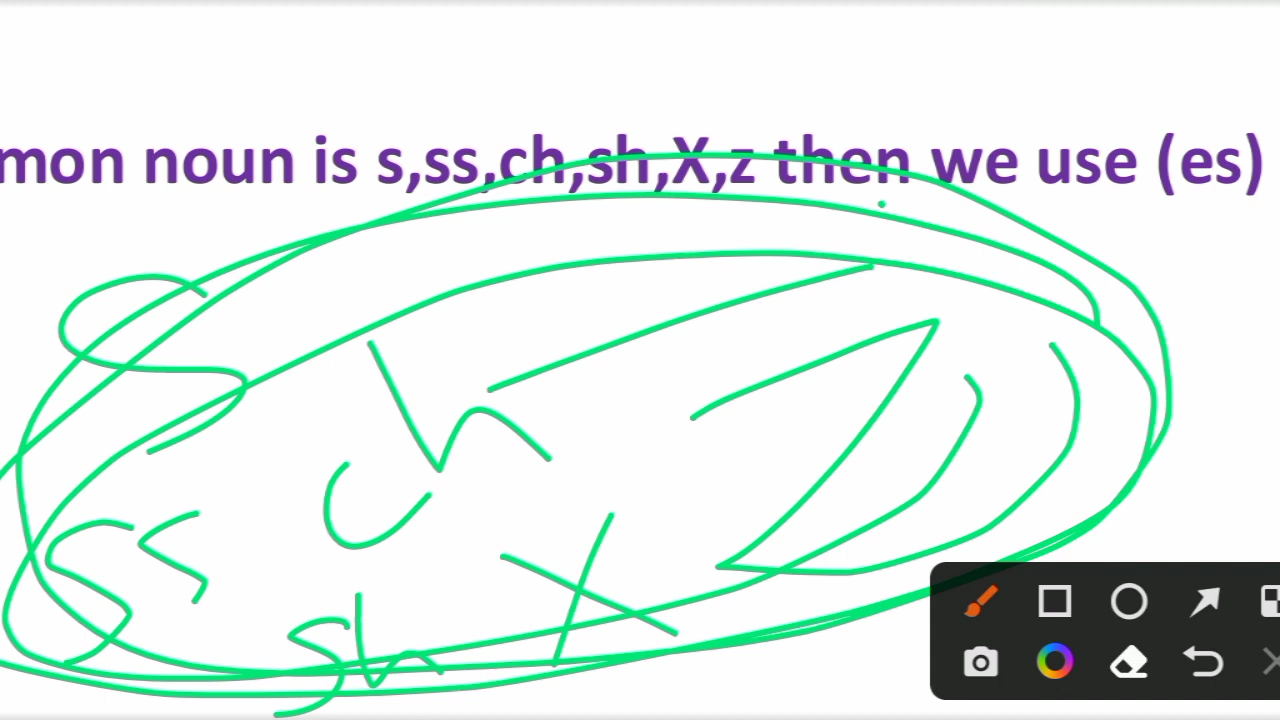 mon noun is s,ss,ch,sh,X,z then we use (es)
s
ch
ss
sh
x
z